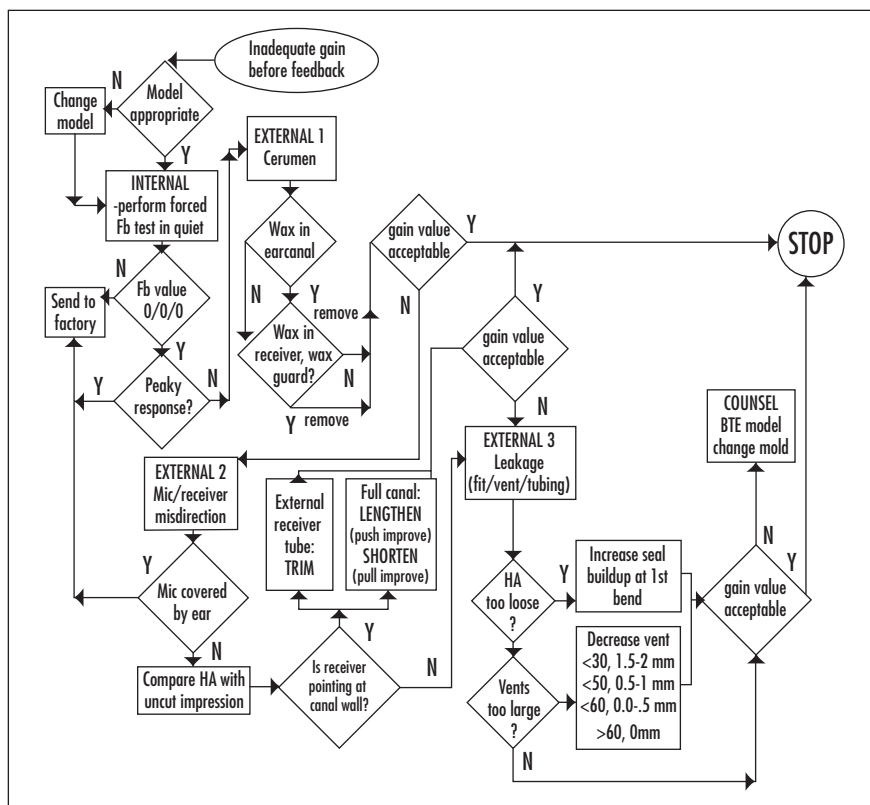 Inadequate gain
before feedback
N
Model
appropriate
Change
model
Y
INTERNAL
-perform forced
Fb test in quiet
N
Fb value
0/0/0
Send to
factory
Y
Y
Peaky
response?
N
EXTERNAL 1
Cerumen
Wax in
earcanal
N
Y
remove
Wax in
receiver, wax
guard?
N
Y
remove
gain value
acceptable
Y
N
STOP
Y
gain value
acceptable
N
EXTERNAL 2
Mic/receiver
misdirection
Y
Mic covered
by ear
N
Compare HA with
uncut impression
External
receiver
tube:
TRIM
Full canal:
LENGTHEN
(push improve)
SHORTEN
(pull improve)
Y
Is receiver
pointing at
canal wall?
N
EXTERNAL 3
Leakage
(fit/vent/tubing)
HA
too loose
?
Y
Increase seal
buildup at 1st
bend
Vents
too large
?
N
Decrease vent
<30, 1.5-2 mm
<50, 0.5-1 mm
<60, 0.0-.5 mm
>60, 0mm
COUNSEL
BTE model
change mold
N
Y
gain value
acceptable